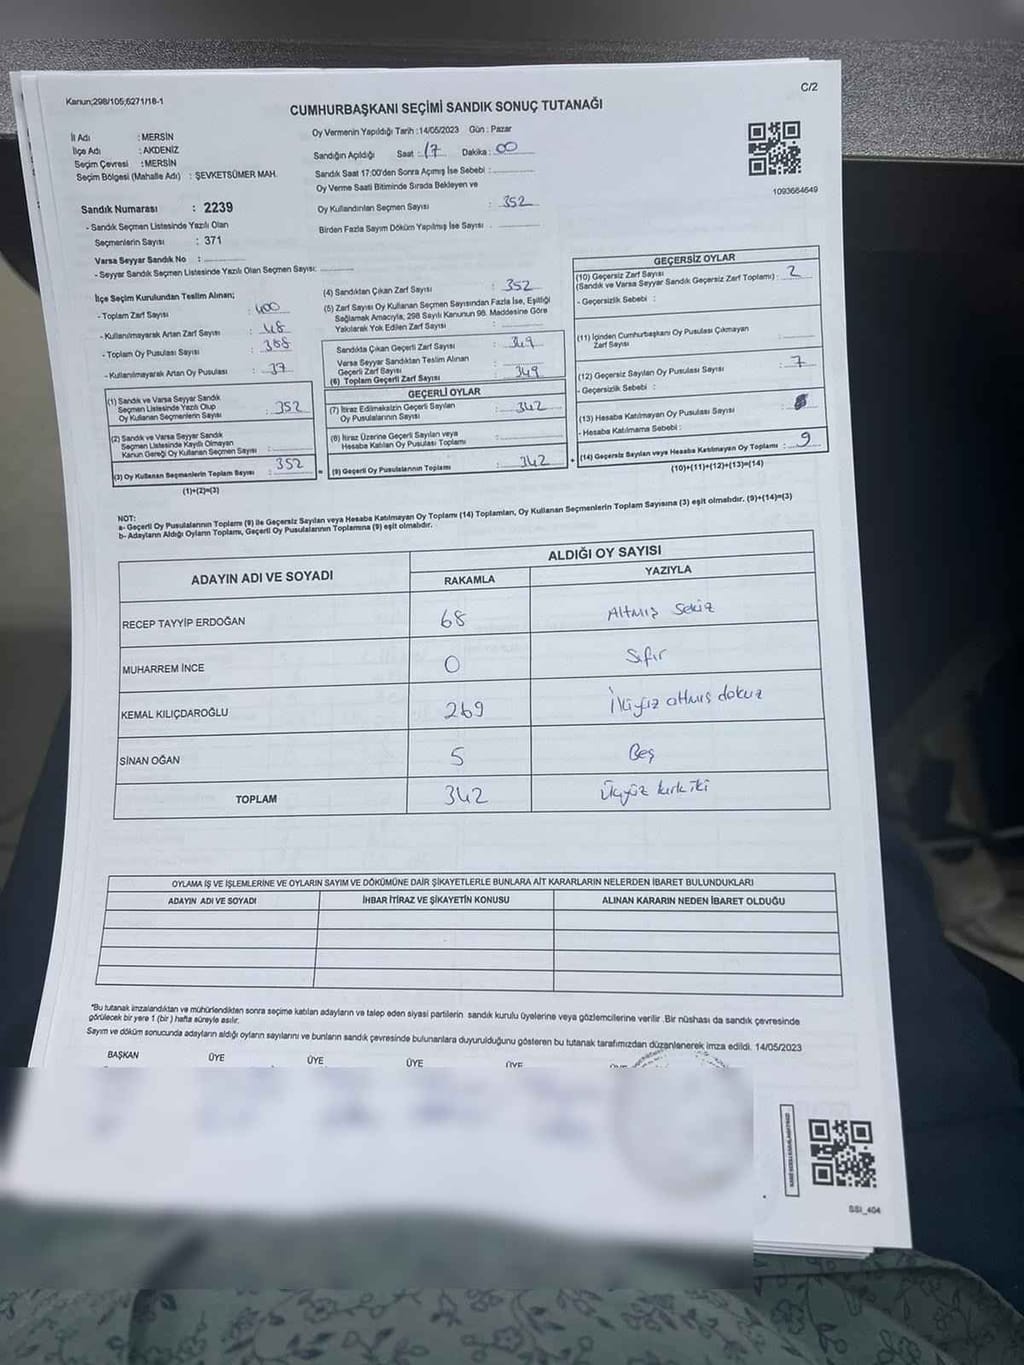 Kanun;298/105;6271/18-1
C/2
CUMHURBAŞKANI SEÇİMİ SANDIK SONUÇ TUTANAĞI
İl Adı : MERSİN
İlçe Adı : AKDENİZ
Seçim Çevresi : MERSİN
Seçim Bölgesi (Mahalle Adı) : ŞEVKETSÜMER MAH.
Sandık Numarası : 2239
- Sandık Seçmen Listesinde Yazılı Olan
Seçmenlerin Sayısı : 371
Varsa Seyyar Sandık No :
- Seyyar Sandık Seçmen Listesinde Yazılı Olan Seçmen Sayısı:
Oy Vermenin Yapıldığı Tarih :14/05/2023 Gün : Pazar
Sandığın Açıldığı Saat : 17 Dakika : 00
Sandık Saat 17:00'den Sonra Açmış İse Sebebi :
Oy Verme Saati Bitiminde Sırada Bekleyen ve
Oy Kullandırılan Seçmen Sayısı : 352
Birden Fazla Sayım Döküm Yapılmış İse Sayısı :
1093664649
İlçe Seçim Kurulundan Teslim Alınan;
- Toplam Zarf Sayısı : 400
- Kullanılmayarak Artan Zarf Sayısı : 48
- Toplam Oy Pusulası Sayısı :
- Kullanılmayarak Artan Oy Pusulası : 37
(1) Sandık ve Varsa Seyyar Sandık
Seçmen Listesinde Yazılı Olup
Oy Kullanan Seçmenlerin Sayısı : 352
(2) Sandık ve Varsa Seyyar Sandık
Seçmen Listesinde Kayıtlı Olmayan
Kanun Gereği Oy Kullanan Seçmen Sayısı :
(3) Oy Kullanan Seçmenlerin Toplam Sayısı : 352
(1)+(2)=(3)
(4) Sandıktan Çıkan Zarf Sayısı : 352
(5) Zarf Sayısı Oy Kullanan Seçmen Sayısından Fazla İse, Eşitliği
Sağlamak Amacıyla, 298 Sayılı Kanunun 98. Maddesine Göre
Yakılarak Yok Edilen Zarf Sayısı :
Sandıkta Çıkan Geçerli Zarf Sayısı : 349
Varsa Seyyar Sandıktan Teslim Alınan
Geçerli Zarf Sayısı :
(6) Toplam Geçerli Zarf Sayısı : 349
GEÇERLİ OYLAR
(7) İtiraz Edilmeksizin Geçerli Sayılan
Oy Pusulalarının Sayısı : 342
(8) İtiraz Üzerine Geçerli Sayılan veya
Hesaba Katılan Oy Pusulası Toplamı :
(9) Geçerli Oy Pusulalarının Toplamı : 342
GEÇERSİZ OYLAR
(10) Geçersiz Zarf Sayısı
(Sandık ve Varsa Seyyar Sandık Geçersiz Zarf Toplamı) : 2
- Geçersizlik Sebebi :
(11) İçinden Cumhurbaşkanı Oy Pusulası Çıkmayan
Zarf Sayısı :
(12) Geçersiz Sayılan Oy Pusulası Sayısı : 7
- Geçersizlik Sebebi :
(13) Hesaba Katılmayan Oy Pusulası Sayısı :
- Hesaba Katılmama Sebebi :
(14) Geçersiz Sayılan veya Hesaba Katılmayan Oy Toplamı : 9
(10)+(11)+(12)+(13)=(14)
NOT:
a- Geçerli Oy Pusulalarının Toplamı (9) ile Geçersiz Sayılan veya Hesaba Katılmayan Oy Toplamı (14) Toplamları, Oy Kullanan Seçmenlerin Toplam Sayısına (3) eşit olmalıdır. (9)+(14)=(3)
b- Adayların Aldığı Oyların Toplamı, Geçerli Oy Pusulalarının Toplamına (9) eşit olmalıdır.
ADAYIN ADI VE SOYADI ALDIĞI OY SAYISI
RAKAMLA YAZIYLA
RECEP TAYYİP ERDOĞAN 68 Altmış Sekiz
MUHARREM İNCE 0 Sıfır
KEMAL KILIÇDAROĞLU 269 İkiyüz altmış dokuz
SİNAN OĞAN 5 Beş
TOPLAM 342 Üçyüz kırk iki
OYLAMA İŞ VE İŞLEMLERİNE VE OYLARIN SAYIM VE DÖKÜMÜNE DAİR ŞİKAYETLERLE BUNLARA AİT KARARLARIN NELERDEN İBARET BULUNDUKLARI
ADAYIN ADI VE SOYADI İHBAR İTİRAZ VE ŞİKAYETİN KONUSU ALINAN KARARIN NEDEN İBARET OLDUĞU
*Bu tutanak imzalandıktan ve mühürlendikten sonra seçime katılan adayların ve talep eden siyasi partilerin sandık kurulu üyelerine veya gözlemcilerine verilir .Bir nüshası da sandık çevresinde
görülecek bir yere 1 (bir ) hafta süreyle asılır.
Sayım ve döküm sonucunda adayların aldığı oyların sayılarını ve bunların sandık çevresinde bulunanlara duyurulduğunu gösteren bu tutanak tarafımızdan düzenlenerek imza edildi. 14/05/2023
BAŞKAN ÜYE ÜYE ÜYE ÜYE
SSI_404